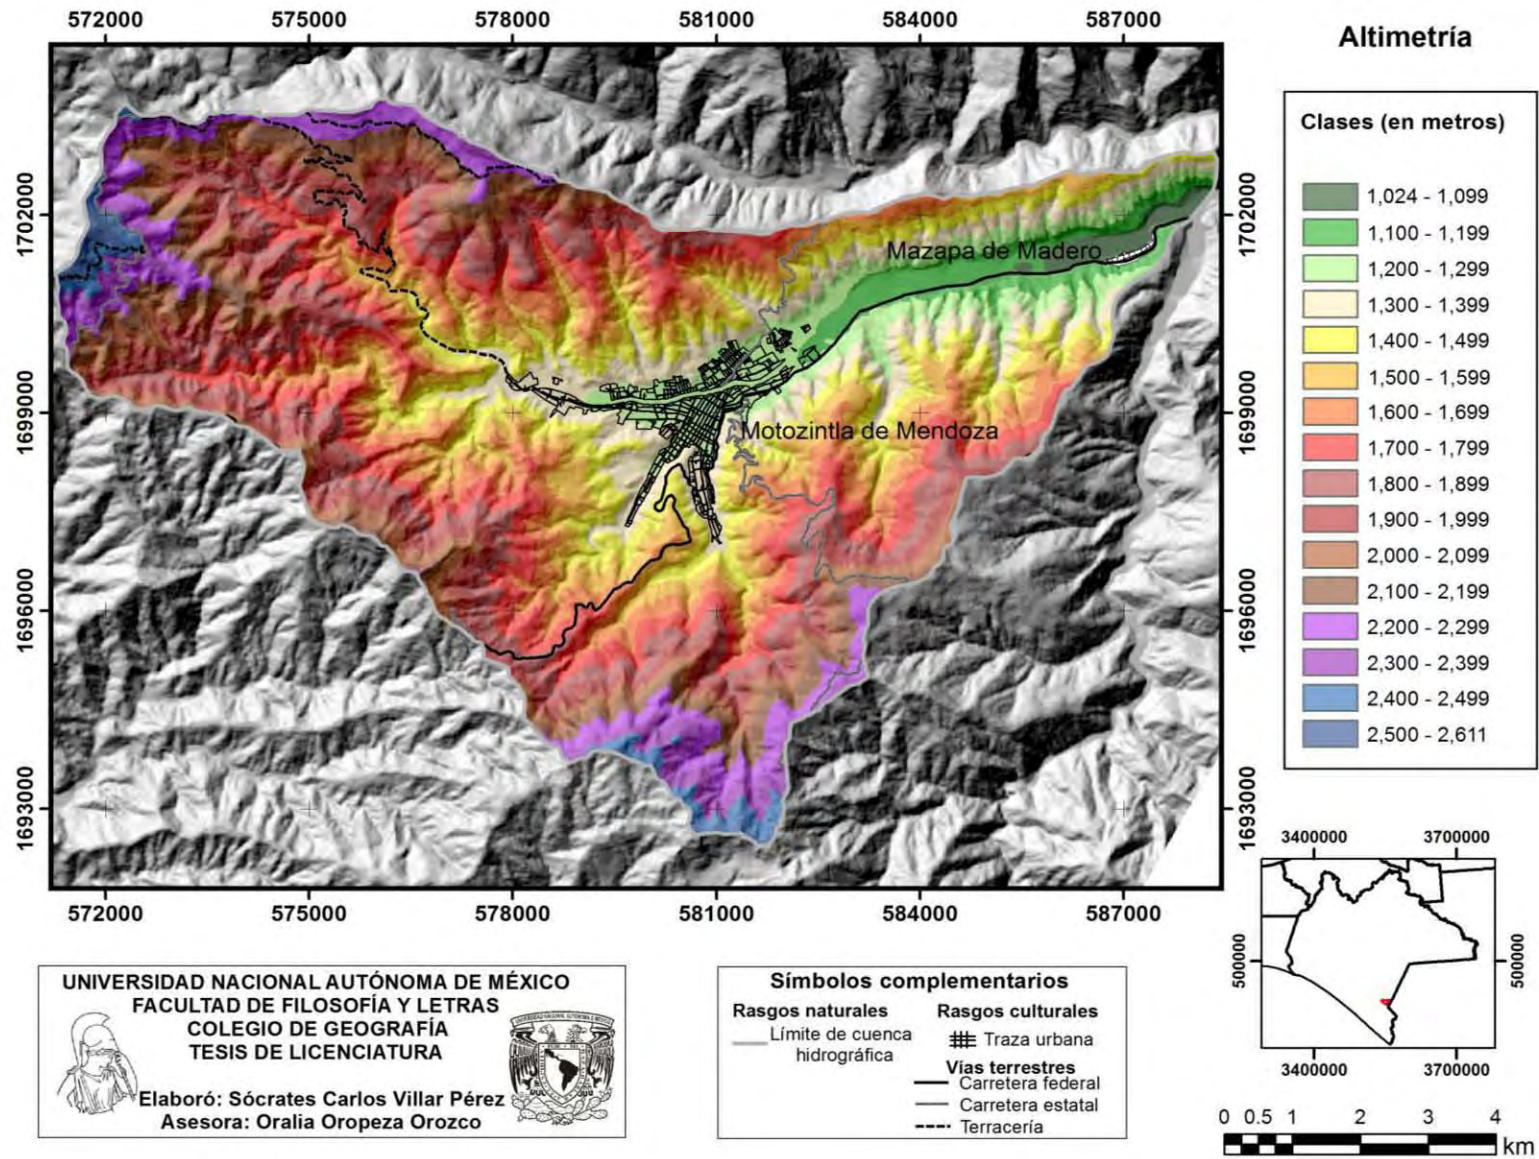 572000 575000 578000 581000 584000 587000
Altimetría
Clases (en metros)
1,024 - 1,099
1,100 - 1,199
1,200 - 1,299
1,300 - 1,399
1,400 - 1,499
1,500 - 1,599
1,600 - 1,699
1,700 - 1,799
1,800 - 1,899
1,900 - 1,999
2,000 - 2,099
2,100 - 2,199
2,200 - 2,299
2,300 - 2,399
2,400 - 2,499
2,500 - 2,611
1702000
1699000
1696000
1693000
Mazapa de Madero
Motozintla de Mendoza
1702000
1699000
1696000
1693000
572000 575000 578000 581000 584000 587000
3400000 3700000
500000
500000
3400000 3700000
UNIVERSIDAD NACIONAL AUTÓNOMA DE MÉXICO
FACULTAD DE FILOSOFÍA Y LETRAS
COLEGIO DE GEOGRAFÍA
TESIS DE LICENCIATURA
Elaboró: Sócrates Carlos Villar Pérez
Asesora: Oralia Oropeza Orozco
Símbolos complementarios
Rasgos naturales
Límite de cuenca
hidrográfica
Rasgos culturales
Traza urbana
Vías terrestres
Carretera federal
Carretera estatal
Terracería
0 0.5 1 2 3 4
km